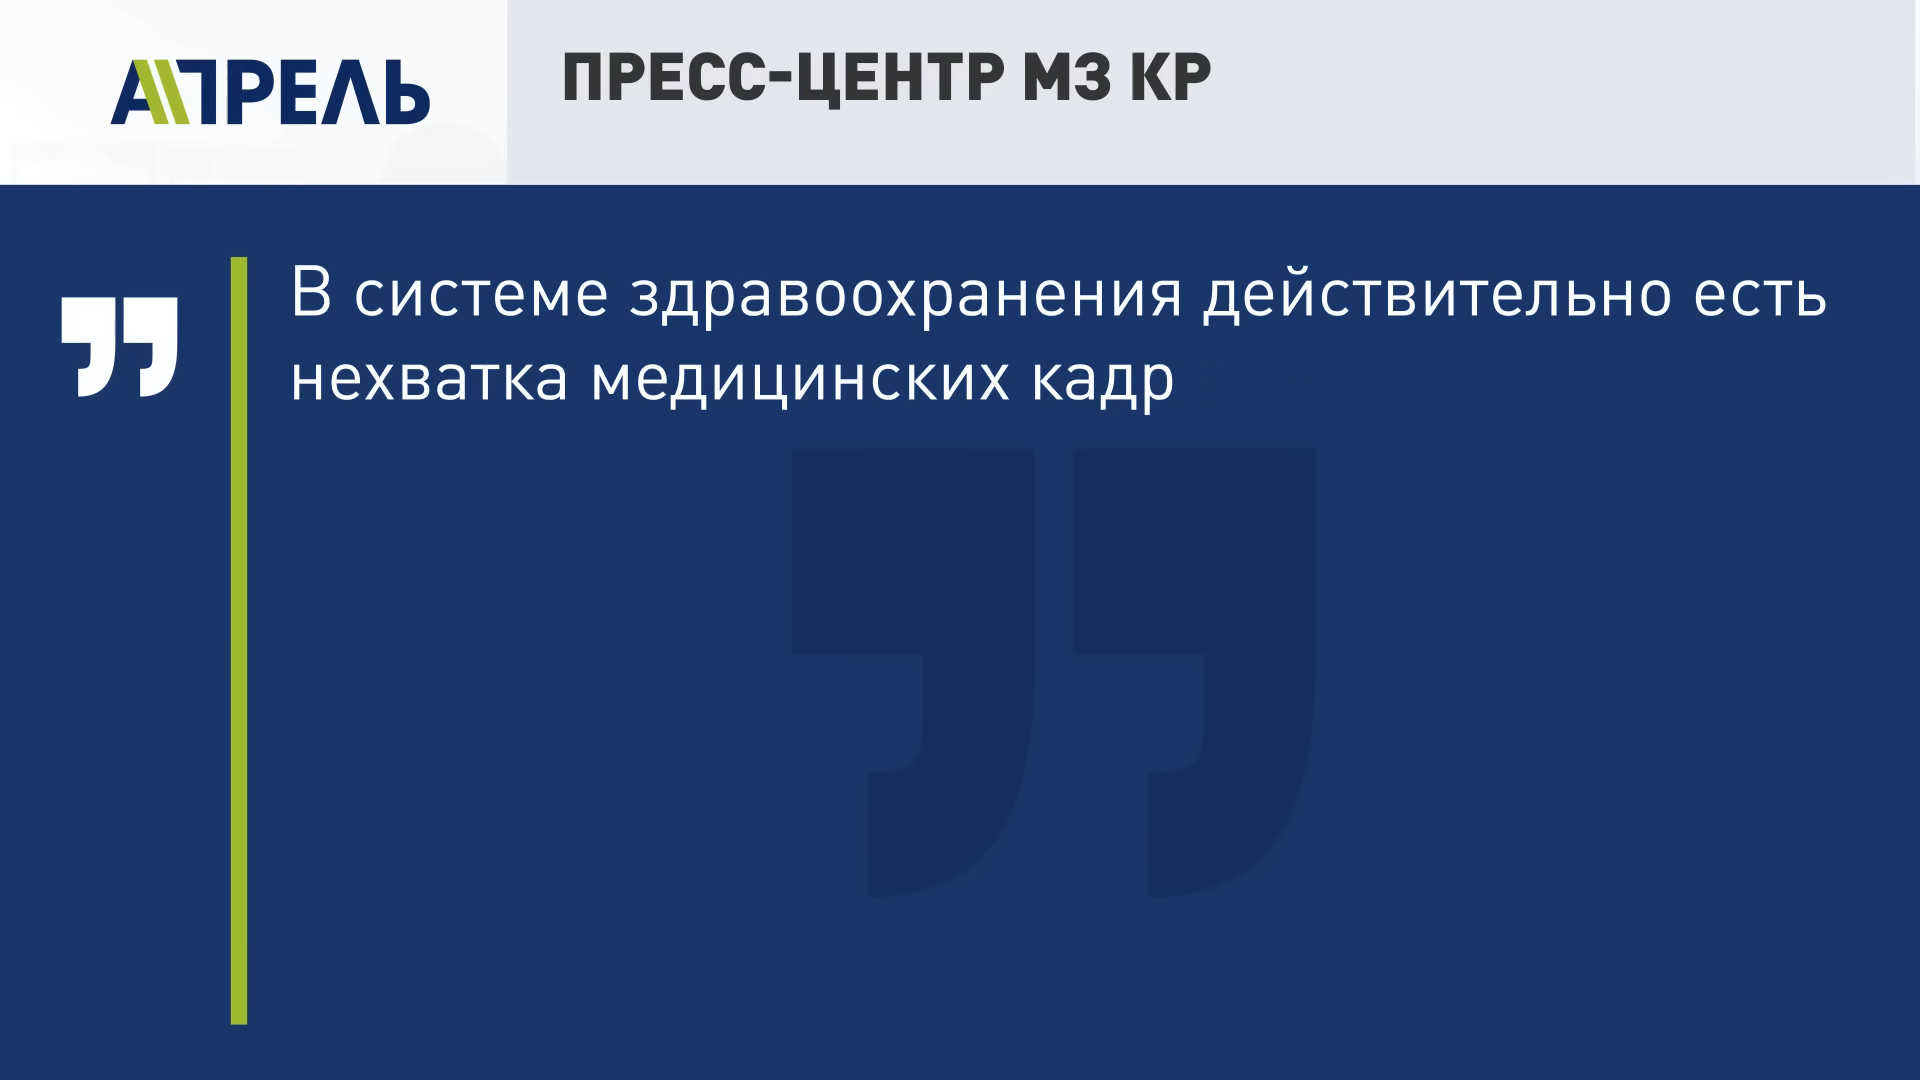 АПРЕЛЬ
ПРЕСС-ЦЕНТР МЗ КР
В системе здравоохранения действительно есть
нехватка медицинских кадр